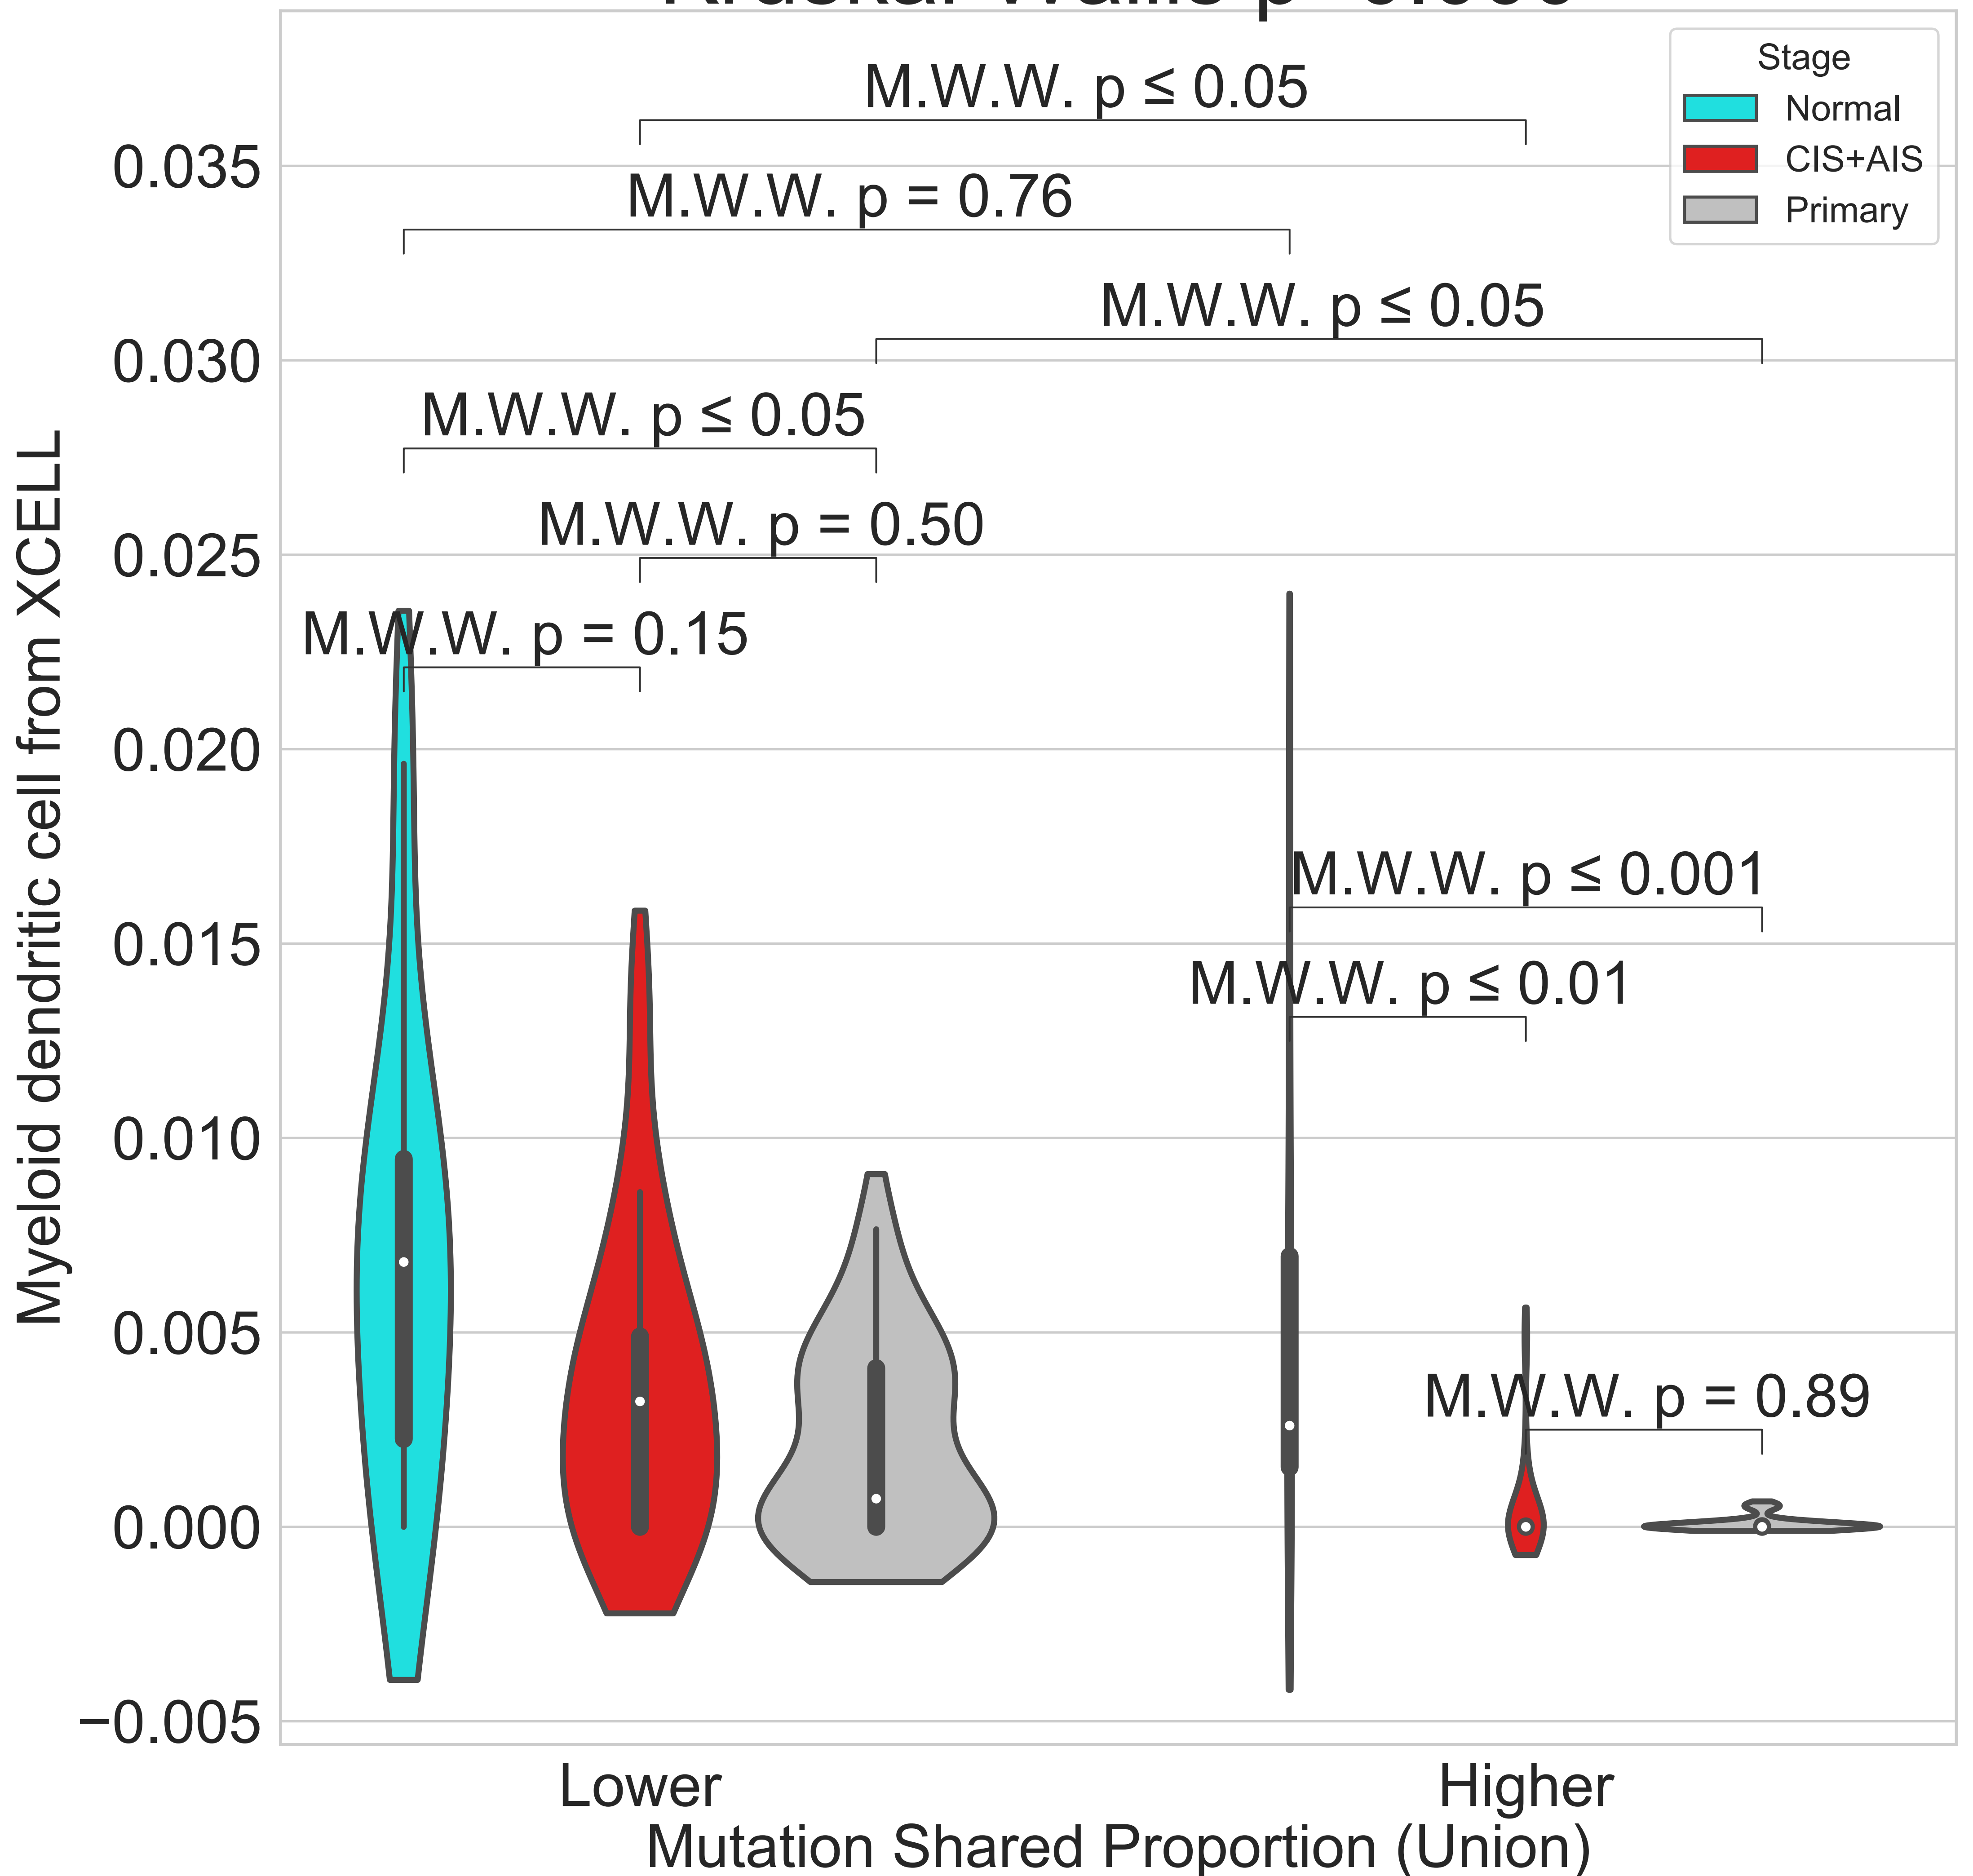 Stage
Normal
CIS+AIS
Primary
M.W.W. p ≤ 0.05
M.W.W. p = 0.76
M.W.W. p ≤ 0.05
M.W.W. p ≤ 0.05
M.W.W. p = 0.50
M.W.W. p = 0.15
M.W.W. p ≤ 0.001
M.W.W. p ≤ 0.01
M.W.W. p = 0.89
Myeloid dendritic cell from XCELL
0.035
0.030
0.025
0.020
0.015
0.010
0.005
0.000
−0.005
Lower
Higher
Mutation Shared Proportion (Union)